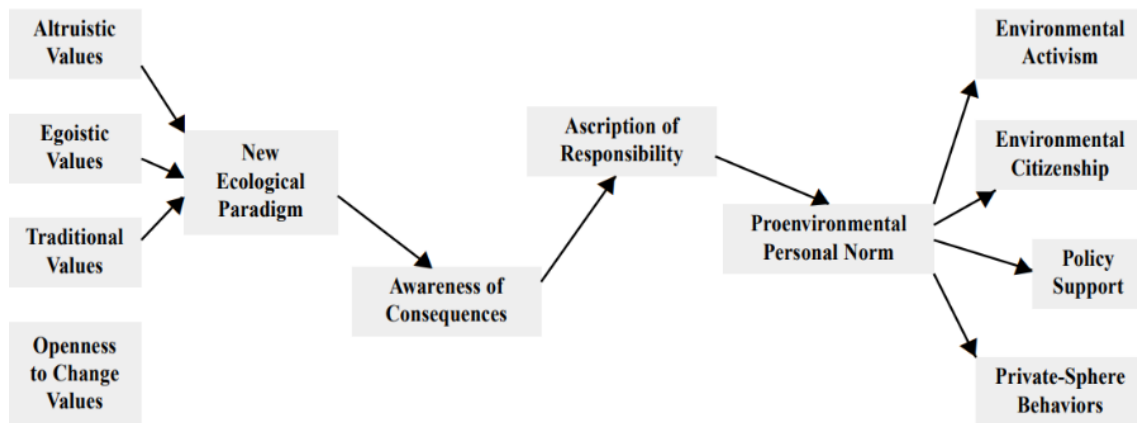 Altruistic
Values
Egoistic
Values
Traditional
Values
Openness
to Change
Values
New
Ecological
Paradigm
Awareness of
Consequences
Ascription of
Responsibility
Proenvironmental
Personal Norm
Environmental
Activism
Environmental
Citizenship
Policy
Support
Private-Sphere
Behaviors